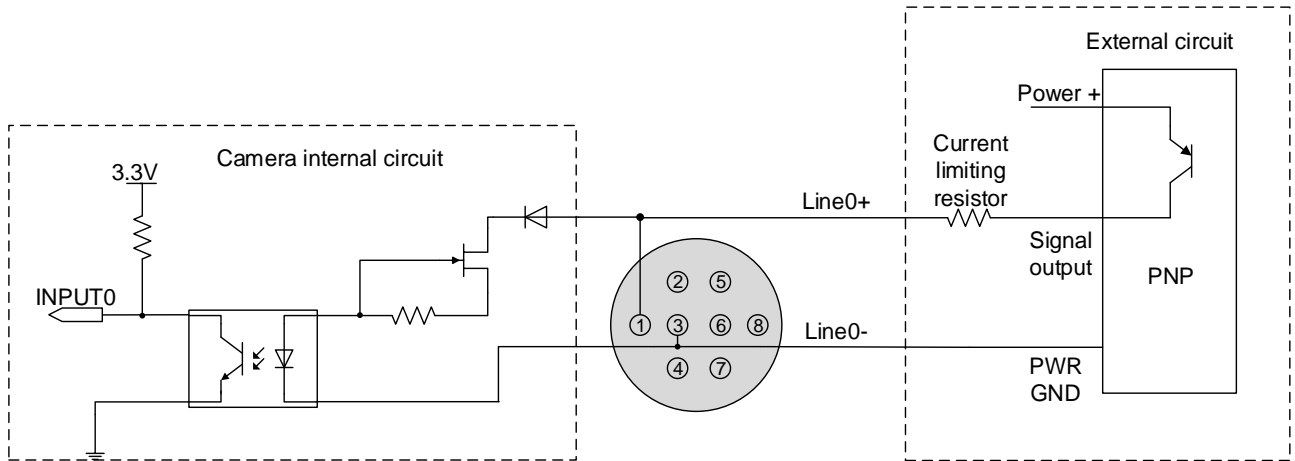 External circuit
Power +
Camera internal circuit
Current
limiting
resistor
3.3V
Line0+
Signal
output
PNP
INPUT0
2
5
1
3
6
8
4
7
Line0-
PWR
GND